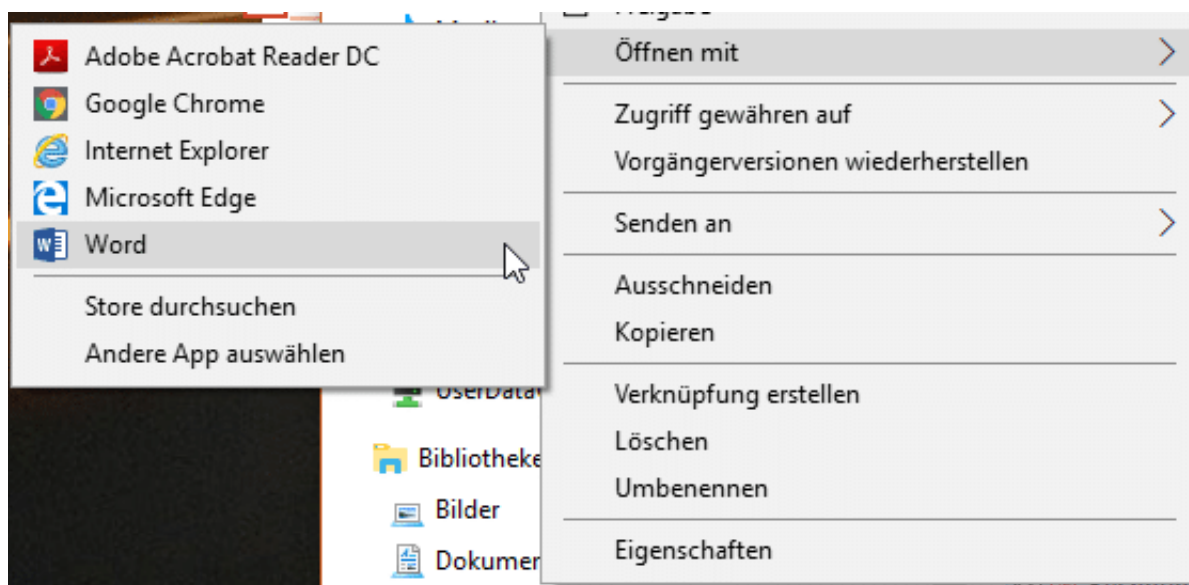 Adobe Acrobat Reader DC
Google Chrome
Internet Explorer
Microsoft Edge
Word
Store durchsuchen
Andere App auswählen
Öffnen mit
Zugriff gewähren auf
Vorgängerversionen wiederherstellen
Senden an
Ausschneiden
Kopieren
Verknüpfung erstellen
Löschen
Umbenennen
Eigenschaften
Bibliotheke
Bilder
Dokumen